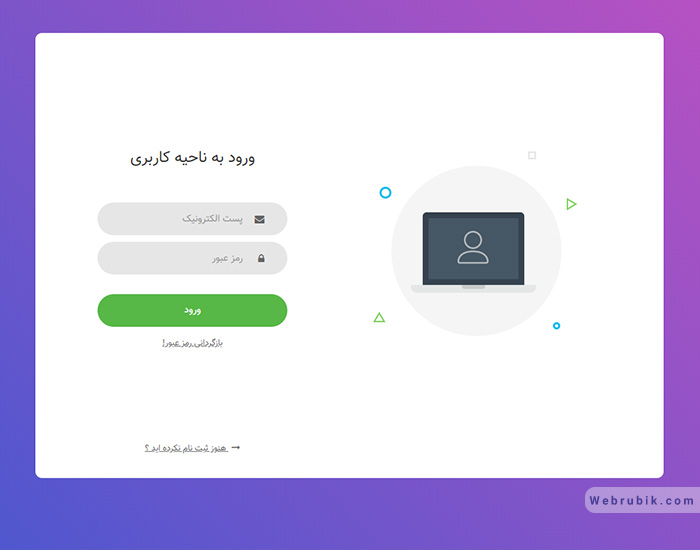 ورود به ناحیه کاربری
پست الکترونیک
رمز عبور
ورود
بازگردانی رمز عبور!
هنوز ثبت نام نکرده اید ؟
Webrubik.com